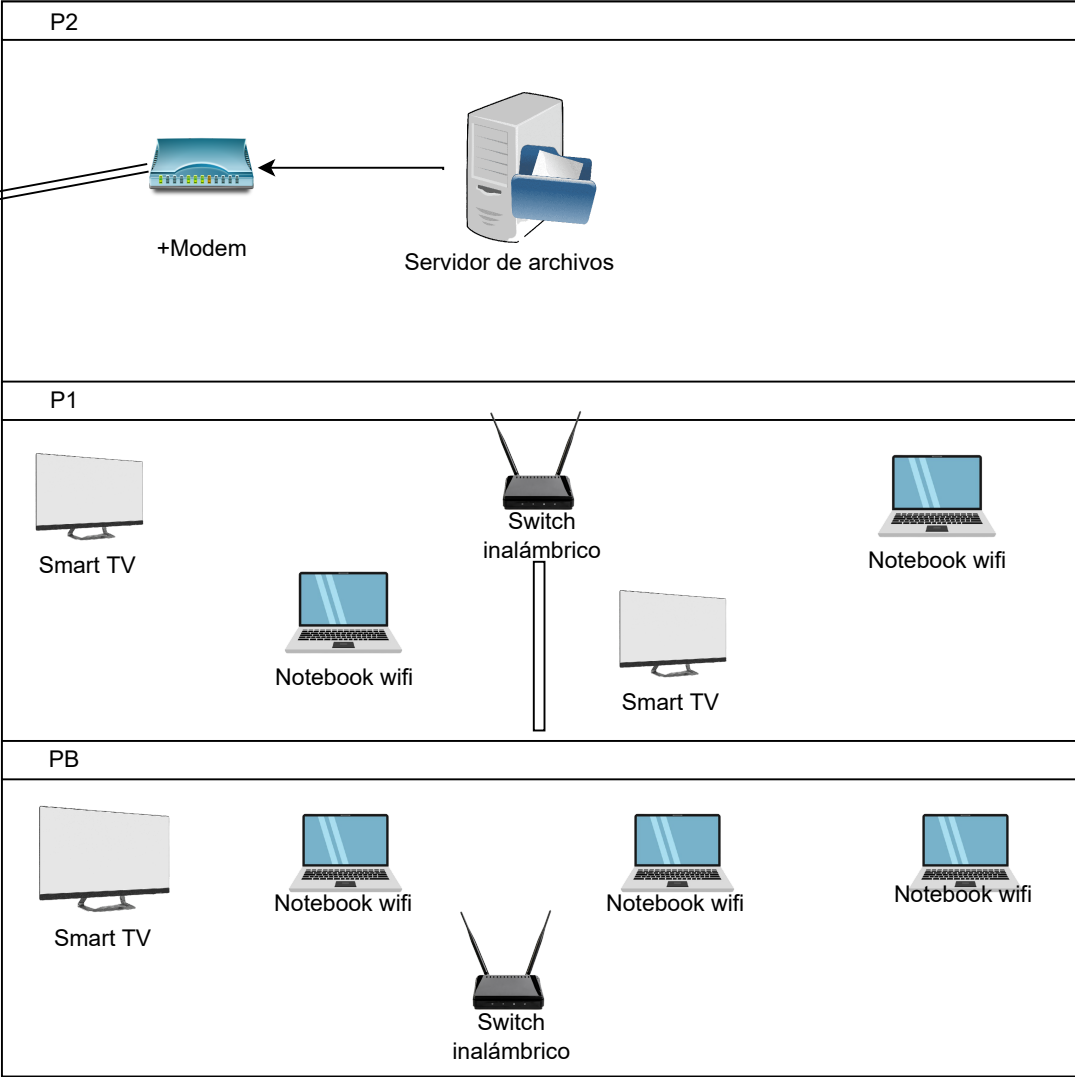 P2
+Modem
Servidor de archivos
P1
Switch
inalámbrico
Smart TV
Notebook wifi
Notebook wifi
Smart TV
PB
Notebook wifi
Notebook wifi
Notebook wifi
Smart TV
Switch
inalámbrico